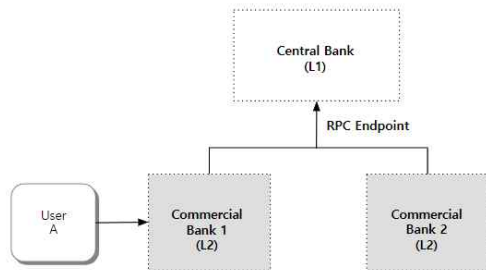 Central Bank
(L1)
RPC Endpoint
User
A
Commercial
Bank 1
(L2)
Commercial
Bank 2
(L2)